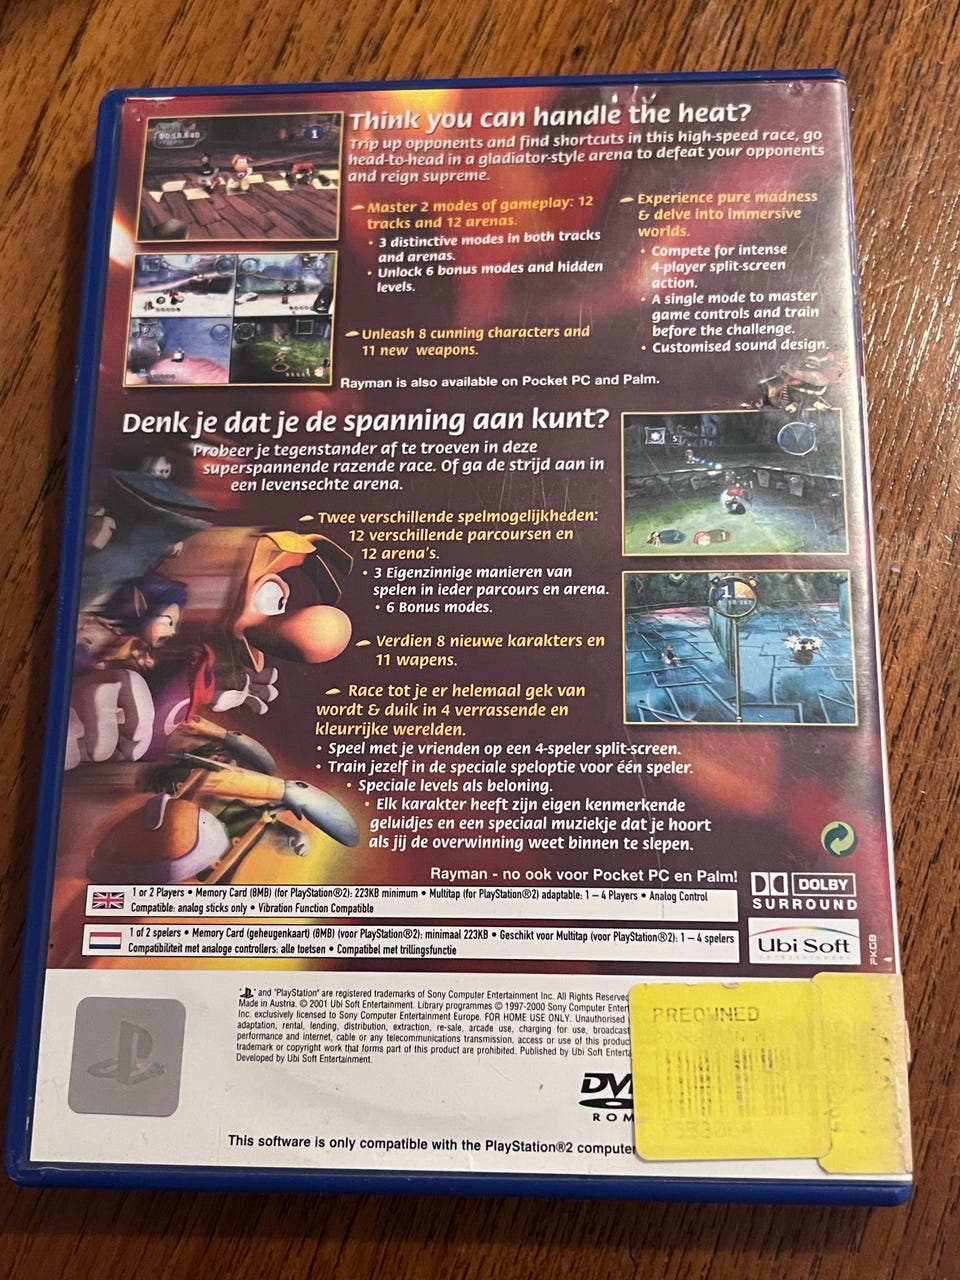 Think you can handle the heat?
Trip up opponents and find shortcuts in this high-speed race, go
head-to-head in a gladiator-style arena to defeat your opponents
and reign supreme.
Master 2 modes of gameplay: 12
tracks and 12 arenas.
• 3 distinctive modes in both tracks
and arenas.
• Unlock 6 bonus modes and hidden
levels.
Unleash 8 cunning characters and
11 new weapons.
Experience pure madness
& delve into immersive
worlds.
• Compete for intense
4-player split-screen
action.
• A single mode to master
game controls and train
before the challenge.
• Customised sound design.
Rayman is also available on Pocket PC and Palm.
Denk je dat je de spanning aan kunt?
Probeer je tegenstander af te troeven in deze
superspannende razende race. Of ga de strijd aan in
een levensechte arena.
Twee verschillende spelmogelijkheden:
12 verschillende parcoursen en
12 arena's.
• 3 Eigenzinnige manieren van
spelen in ieder parcours en arena.
• 6 Bonus modes.
Verdien 8 nieuwe karakters en
11 wapens.
Race tot je er helemaal gek van
wordt & duik in 4 verrassende en
kleurrijke werelden.
• Speel met je vrienden op een 4-speler split-screen.
• Train jezelf in de speciale speloptie voor één speler.
• Speciale levels als beloning.
• Elk karakter heeft zijn eigen kenmerkende
geluidjes en een speciaal muziekje dat je hoort
als jij de overwinning weet binnen te slepen.
Rayman - no ook voor Pocket PC en Palm!
1 or 2 Players • Memory Card (8MB) (for PlayStation®2): 223KB minimum • Multitap (for PlayStation®2) adaptable: 1 – 4 Players • Analog Control
Compatible: analog sticks only • Vibration Function Compatible
1 of 2 spelers • Memory Card (geheugenkaart) (8MB) (voor PlayStation®2): minimaal 223KB • Geschikt voor Multitap (voor PlayStation®2): 1 – 4 spelers
Compatibiliteit met analoge controllers: alle toetsen • Compatibel met trillingsfunctie
DOLBY
SURROUND
Ubi Soft
ENTERTAINMENT
FKGB
" " and "PlayStation" are registered trademarks of Sony Computer Entertainment Inc. All Rights Reserved
Made in Austria. © 2001 Ubi Soft Entertainment. Library programmes © 1997-2000 Sony Computer Enter
Inc. exclusively licensed to Sony Computer Entertainment Europe. FOR HOME USE ONLY. Unauthorised
adaptation, rental, lending, distribution, extraction, re-sale, arcade use, charging for use, broadcast
performance and internet, cable or any telecommunications transmission, access or use of this produc
trademark or copyright work that forms part of this product are prohibited. Published by Ubi Soft Enterta
Developed by Ubi Soft Entertainment.
DV
ROM
This software is only compatible with the PlayStation®2 compute
PREOWNED